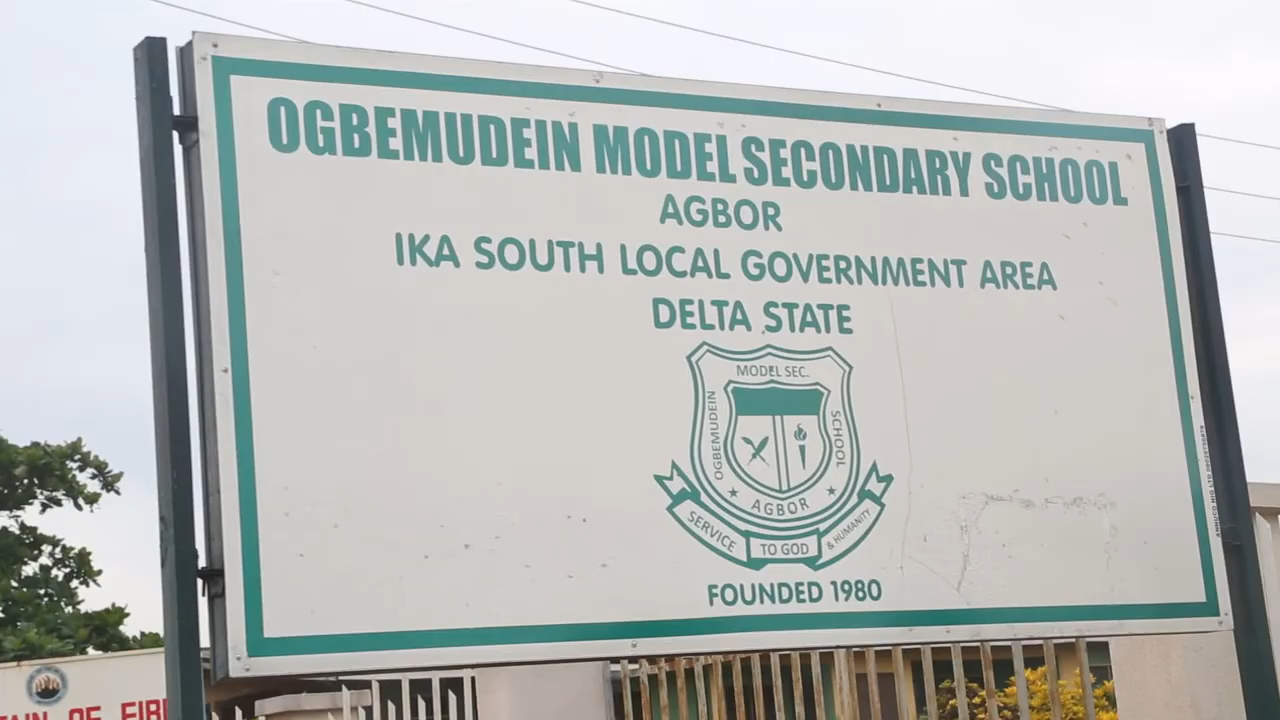 OGBEMUDEIN MODEL SECONDARY SCHOOL
AGBOR
IKA SOUTH LOCAL GOVERNMENT AREA
DELTA STATE
MODEL SEC.
OGBEMUDEIN
SCHOOL
AGBOR
SERVICE TO GOD & HUMANITY
FOUNDED 1980
OF